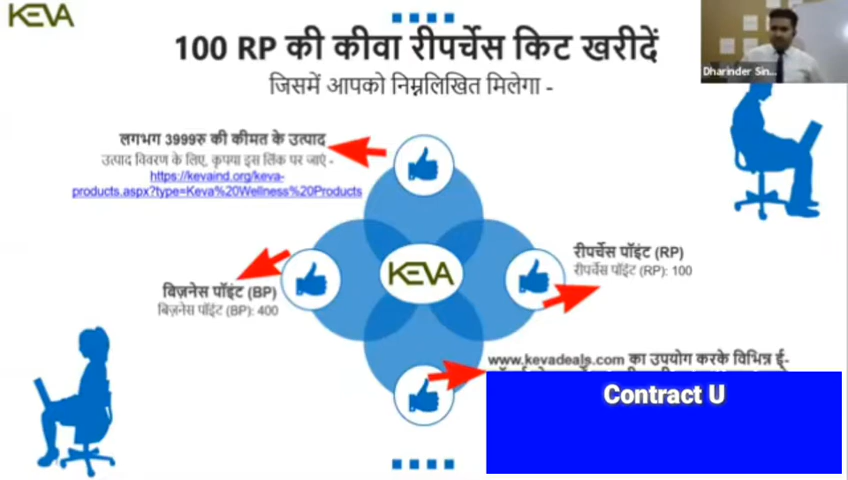 KEVA
100 RP की कीवा रीपर्चेस किट खरीदें
जिसमें आपको निम्नलिखित मिलेगा -
Dharinder Sin...
लगभग 3999रु की कीमत के उत्पाद
उत्पाद विवरण के लिए, कृपया इस लिंक पर जाएं -
https://kevaind.org/keva-
products.aspx?type=Keva%20Wellness%20Products
रीपर्चेस पॉइंट (RP)
रीपर्चेस पॉइंट (RP): 100
KEVA
बिज़नेस पॉइंट (BP)
बिज़नेस पॉइंट (BP): 400
www.kevadeals.com का उपयोग करके विभिन्न ई-
Contract U